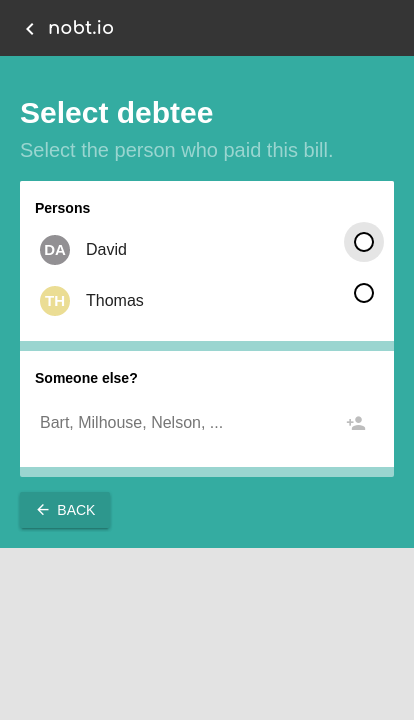 nobt.io
Select debtee
Select the person who paid this bill.
Persons
DA David
TH Thomas
Someone else?
Bart, Milhouse, Nelson, ...
BACK